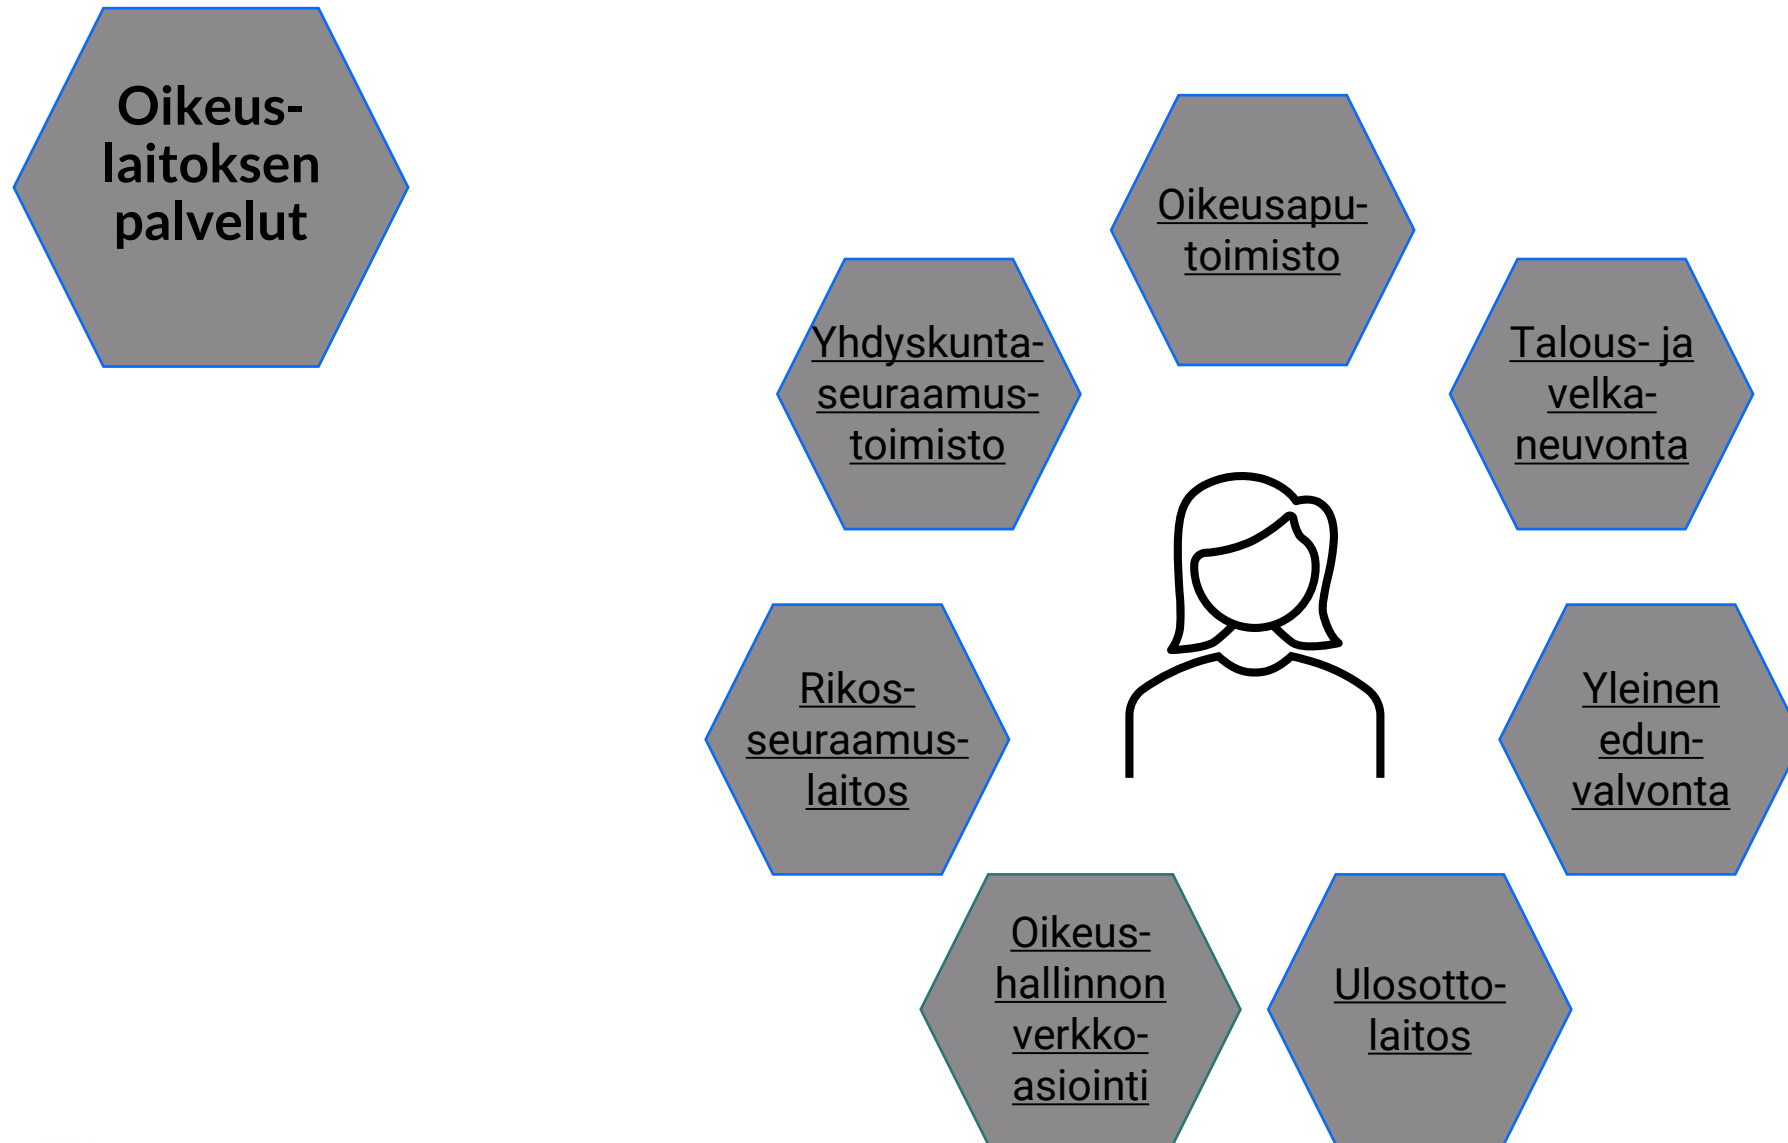 Oikeus-
laitoksen
palvelut
Oikeusapu-
toimisto
Yhdyskunta-
seuraamus-
toimisto
Talous- ja
velka-
neuvonta
Rikos-
seuraamus-
laitos
Yleinen
edun-
valvonta
Oikeus-
hallinnon
verkko-
asiointi
Ulosotto-
laitos